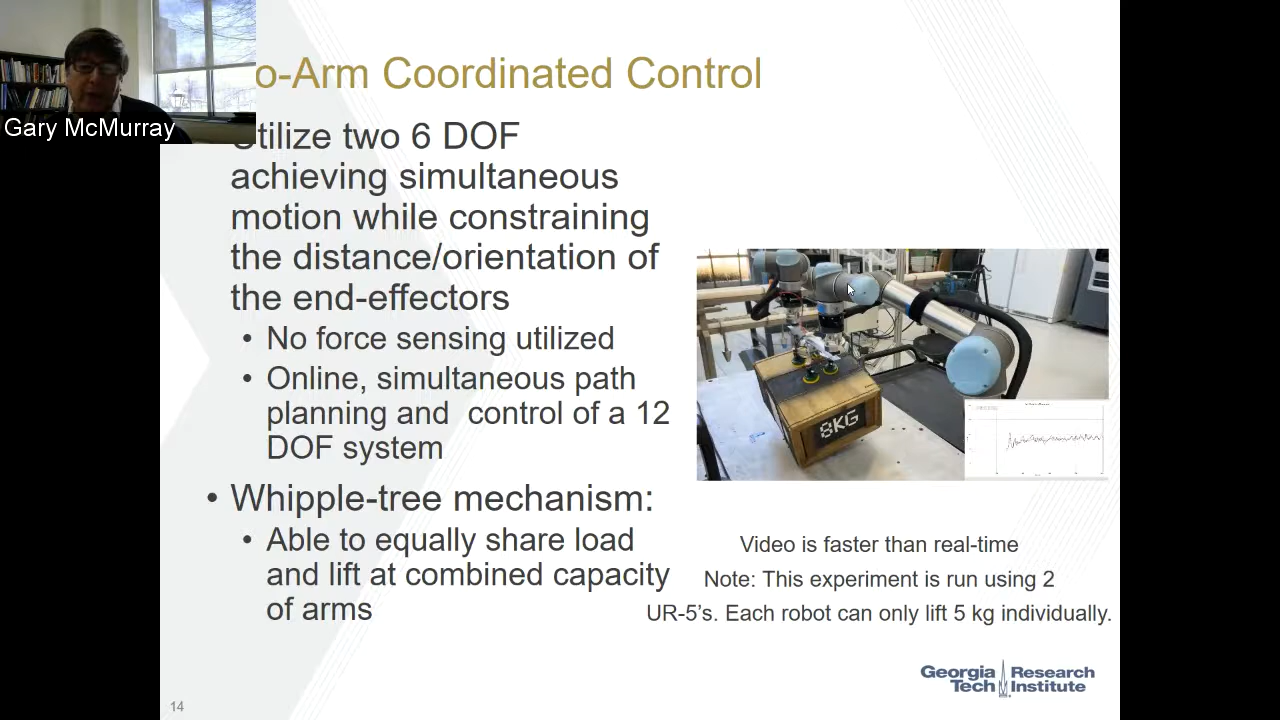 o-Arm Coordinated Control
Gary McMurray
Utilize two 6 DOF
achieving simultaneous
motion while constraining
the distance/orientation of
the end-effectors
• No force sensing utilized
• Online, simultaneous path
planning and control of a 12
DOF system
• Whipple-tree mechanism:
• Able to equally share load
and lift at combined capacity
of arms
8KG
Video is faster than real-time
Note: This experiment is run using 2
UR-5's. Each robot can only lift 5 kg individually.
Georgia Tech Research Institute
14